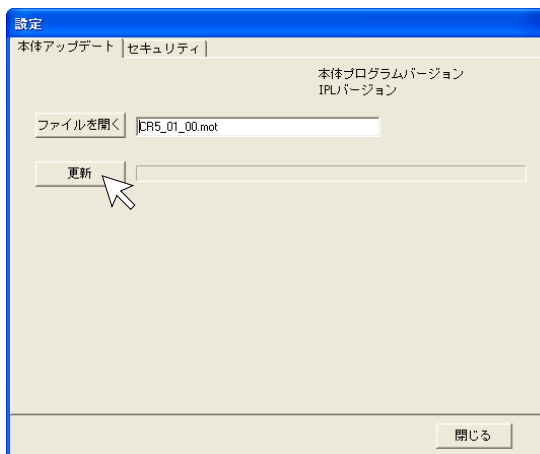 設定
本体アップデート セキュリティ
本体プログラムバージョン
IPLバージョン
ファイルを開く CR5_01_00.mot
更新
閉じる